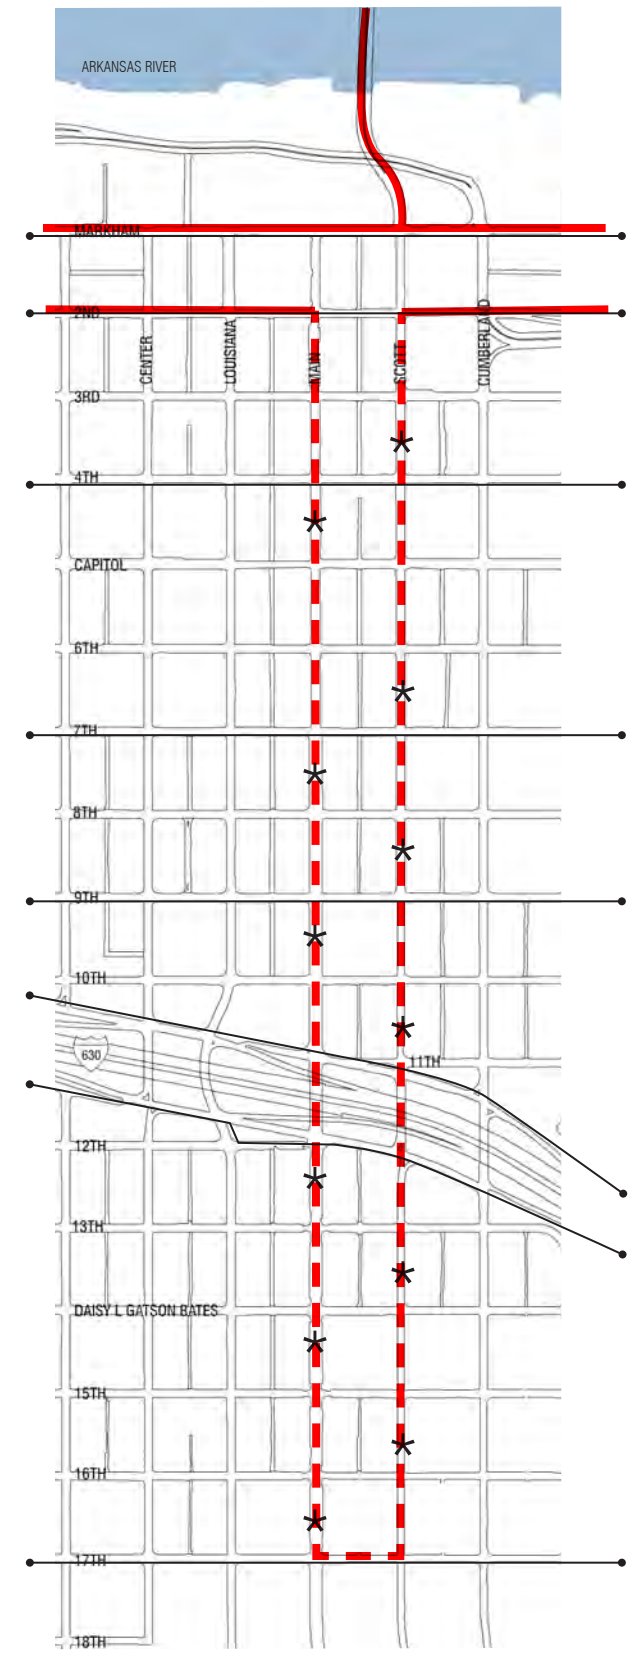 ARKANSAS RIVER
MARKHAM
2ND
CENTER
LOUISIANA
MAIN
SCOTT
CUMBERLAND
3RD
4TH
CAPITOL
6TH
7TH
8TH
9TH
10TH
630
11TH
12TH
13TH
DAISY L GATSON BATES
15TH
16TH
17TH
18TH